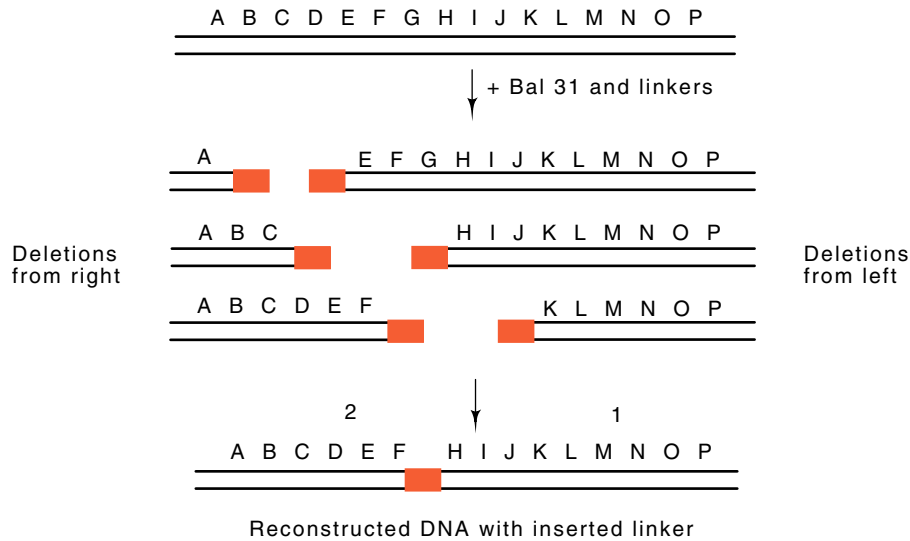 A B C D E F G H I J K L M N O P
+ Bal 31 and linkers
A
E F G H I J K L M N O P
A B C
H I J K L M N O P
Deletions
from right
Deletions
from left
A B C D E F
K L M N O P
2
1
A B C D E F H I J K L M N O P
Reconstructed DNA with inserted linker